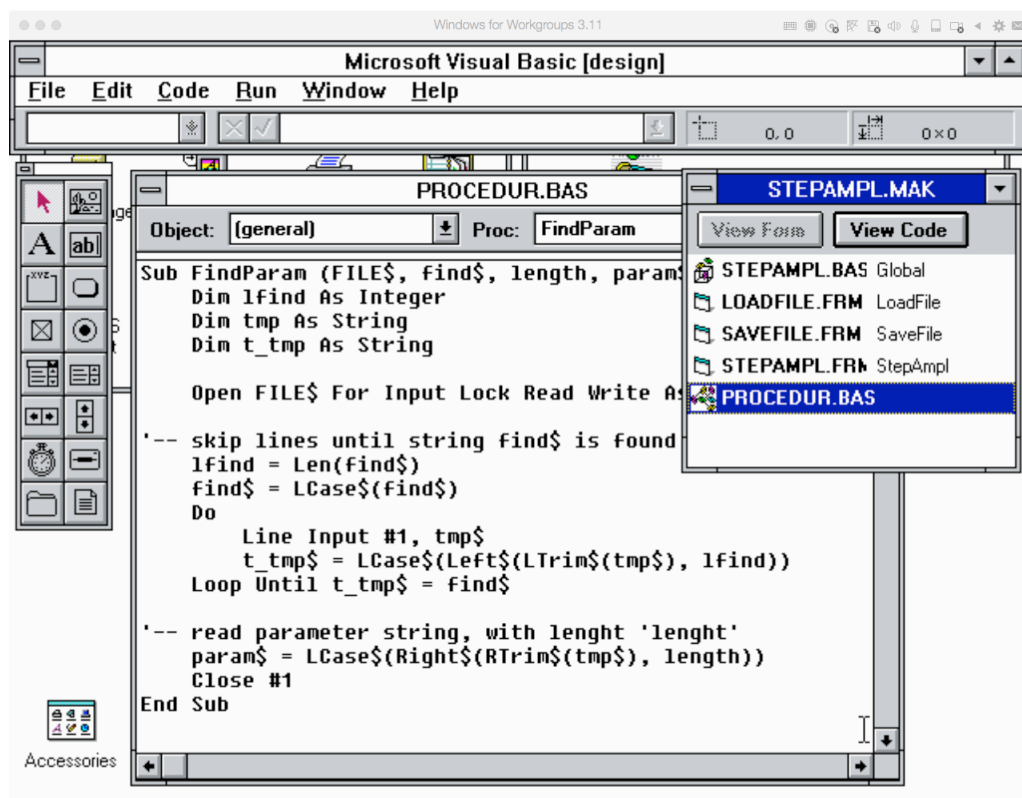 Windows for Workgroups 3.11
Microsoft Visual Basic [design]
File Edit Code Run Window Help
0, 0
0×0
PROCEDUR.BAS
Object: (general) Proc: FindParam
Sub FindParam (FILE$, find$, length, param$
Dim lfind As Integer
Dim tmp As String
Dim t_tmp As String
Open FILE$ For Input Lock Read Write As
'-- skip lines until string find$ is found
lfind = Len(find$)
find$ = LCase$(find$)
Do
Line Input #1, tmp$
t_tmp$ = LCase$(Left$(LTrim$(tmp$), lfind))
Loop Until t_tmp$ = find$
'-- read parameter string, with lenght 'lenght'
param$ = LCase$(Right$(RTrim$(tmp$), length))
Close #1
End Sub
STEPAMPL.MAK
View Form View Code
STEPAMPL.BAS Global
LOADFILE.FRM LoadFile
SAVEFILE.FRM SaveFile
STEPAMPL.FRM StepAmpl
PROCEDUR.BAS
A ab
XYZ
Accessories